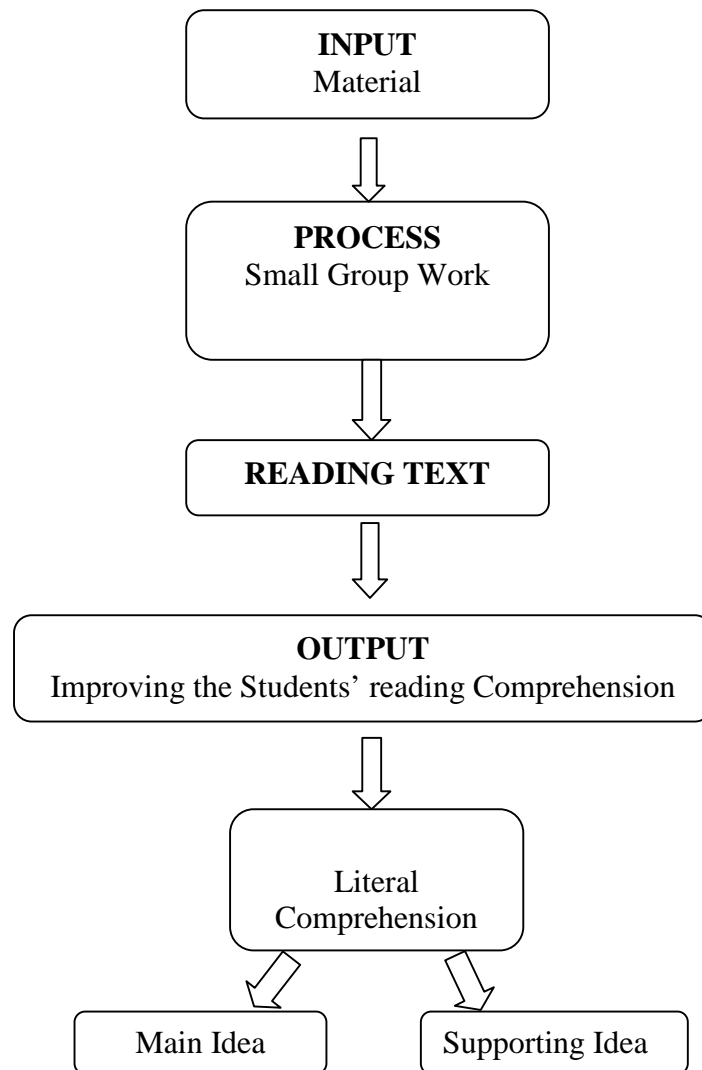 INPUT
Material
PROCESS
Small Group Work
READING TEXT
OUTPUT
Improving the Students’ reading Comprehension
Literal
Comprehension
Main Idea
Supporting Idea